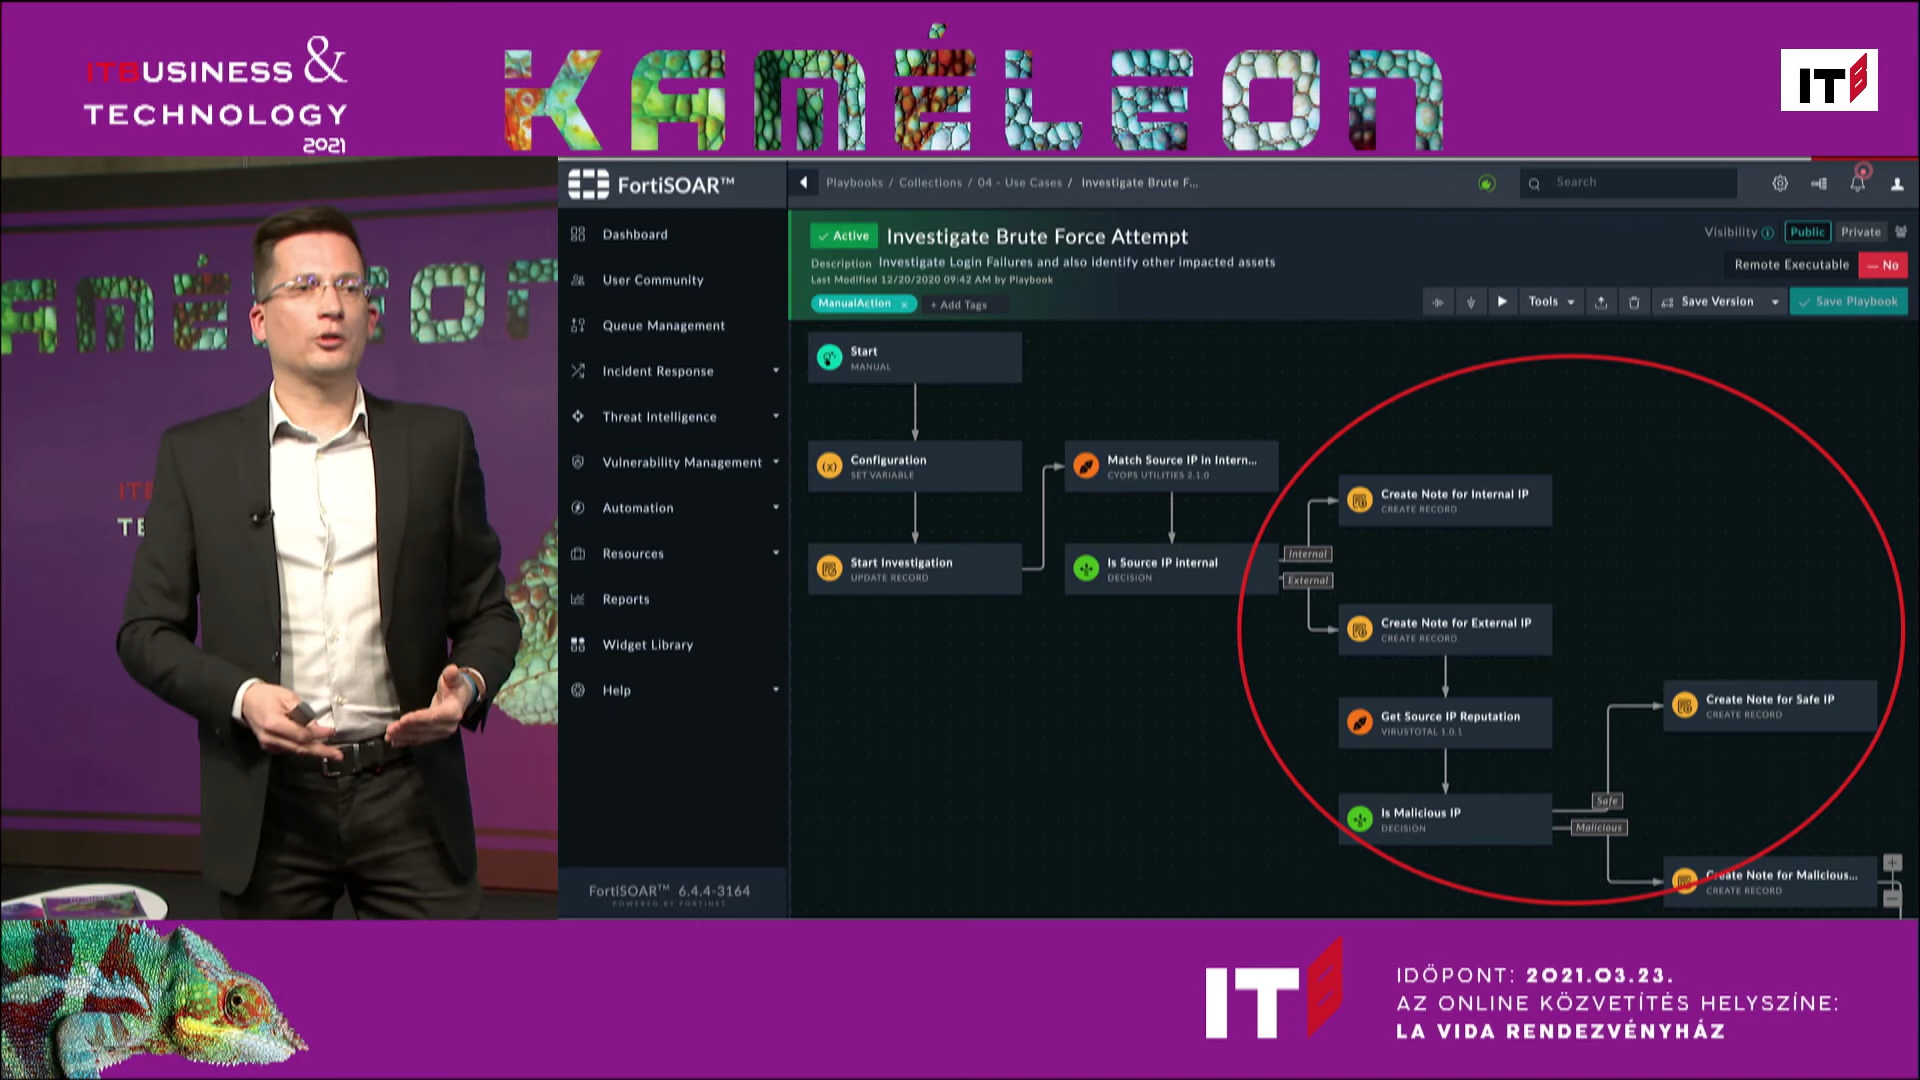 ITBUSINESS &
TECHNOLOGY
2021
KAMÉLEON
ITB
KAMÉLEON
ITB
TE
FortiSOAR™
Playbooks / Collections / 04 - Use Cases / Investigate Brute F...
Search
Dashboard
User Community
Queue Management
Incident Response
Threat Intelligence
Vulnerability Management
Automation
Resources
Reports
Widget Library
Help
FortiSOAR™ 6.4.4-3164
POWERED BY FORTINET
Active
Investigate Brute Force Attempt
Visibility
Public
Private
Description Investigate Login Failures and also identify other impacted assets
Remote Executable
No
Last Modified 12/20/2020 09:42 AM by Playbook
ManualAction ×
+ Add Tags
Tools
Save Version
Save Playbook
Start
MANUAL
Configuration
SET VARIABLE
Start Investigation
UPDATE RECORD
Match Source IP in Intern...
CYOPS UTILITIES 2.1.0
Is Source IP internal
DECISION
Internal
External
Create Note for Internal IP
CREATE RECORD
Create Note for External IP
CREATE RECORD
Get Source IP Reputation
VIRUSTOTAL 1.0.1
Is Malicious IP
DECISION
Safe
Malicious
Create Note for Safe IP
CREATE RECORD
Create Note for Malicious...
CREATE RECORD
ITB
IDŐPONT: 2021.03.23.
AZ ONLINE KÖZVETÍTÉS HELYSZÍNE:
LA VIDA RENDEZVÉNYHÁZ